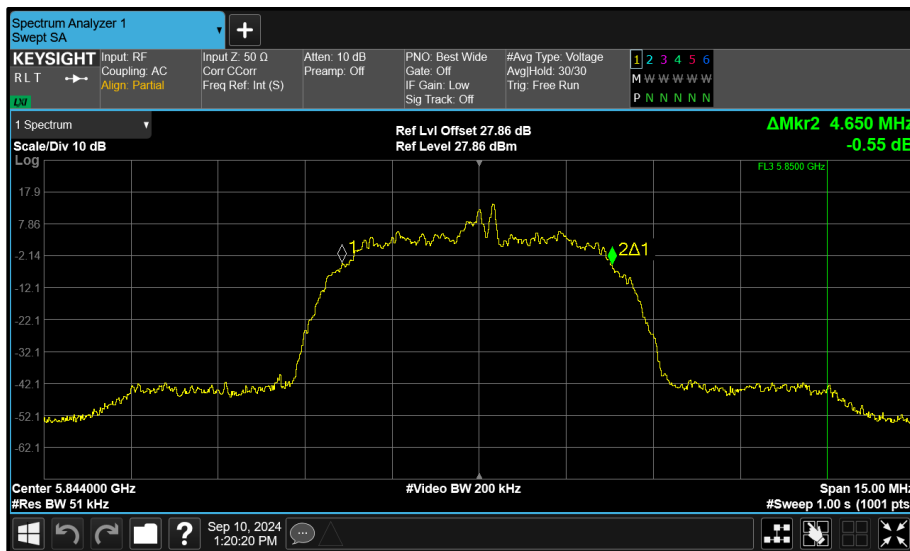 Spectrum Analyzer 1
Swept SA
+
KEYSIGHT
RLT
LXI
Input: RF
Coupling: AC
Align: Partial
Input Z: 50 Ω
Corr CCorr
Freq Ref: Int (S)
Atten: 10 dB
Preamp: Off
PNO: Best Wide
Gate: Off
IF Gain: Low
Sig Track: Off
#Avg Type: Voltage
Avg|Hold: 30/30
Trig: Free Run
1 2 3 4 5 6
M W W W W W
P N N N N N
1 Spectrum
Scale/Div 10 dB
Ref Lvl Offset 27.86 dB
Ref Level 27.86 dBm
ΔMkr2 4.650 MHz
-0.55 dB
Log
FL3 5.8500 GHz
17.9
7.86
-2.14
-12.1
-22.1
-32.1
-42.1
-52.1
-62.1
1
2Δ1
Center 5.844000 GHz
#Res BW 51 kHz
#Video BW 200 kHz
Span 15.00 MHz
#Sweep 1.00 s (1001 pts
?
Sep 10, 2024
1:20:20 PM